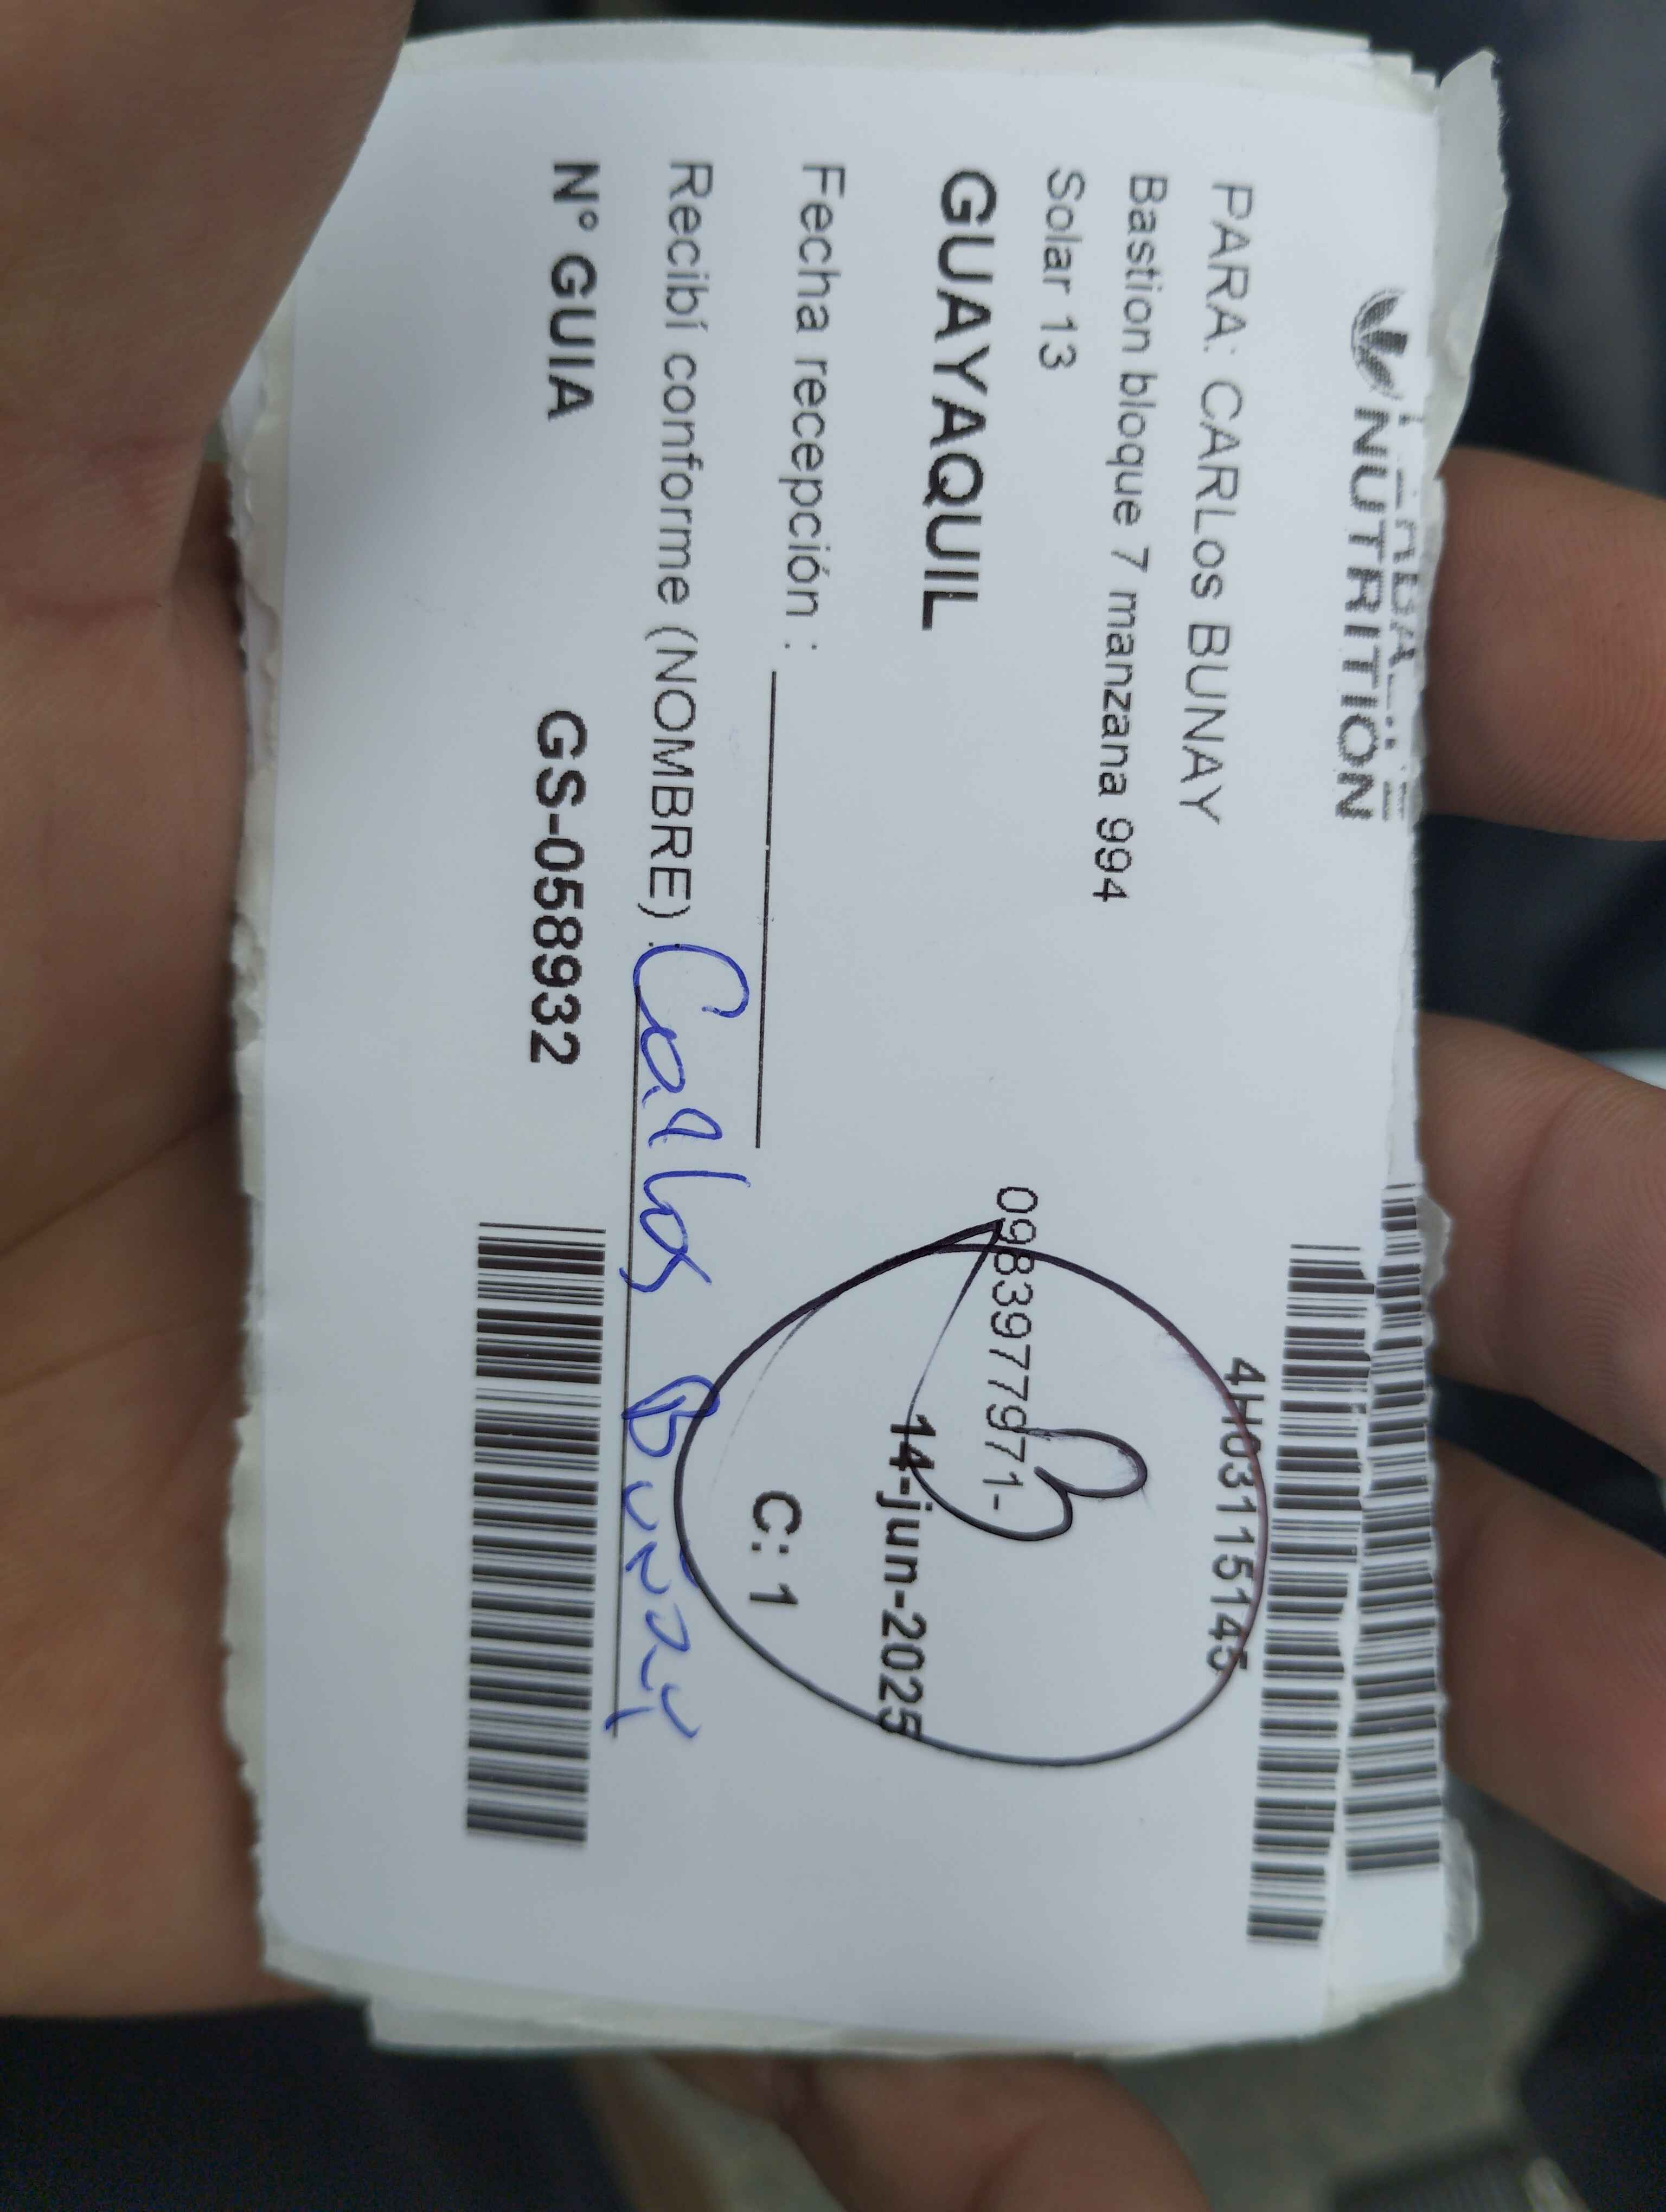 NUTRITION
4H03115145
PARA: CARLos BUNAY
Bastion bloque 7 manzana 994
Solar 13
0983977971-
GUAYAQUIL
14-jun-2025
Fecha recepción :
C: 1
Recibí conforme (NOMBRE) Carlos Bunay
N° GUIA GS-058932